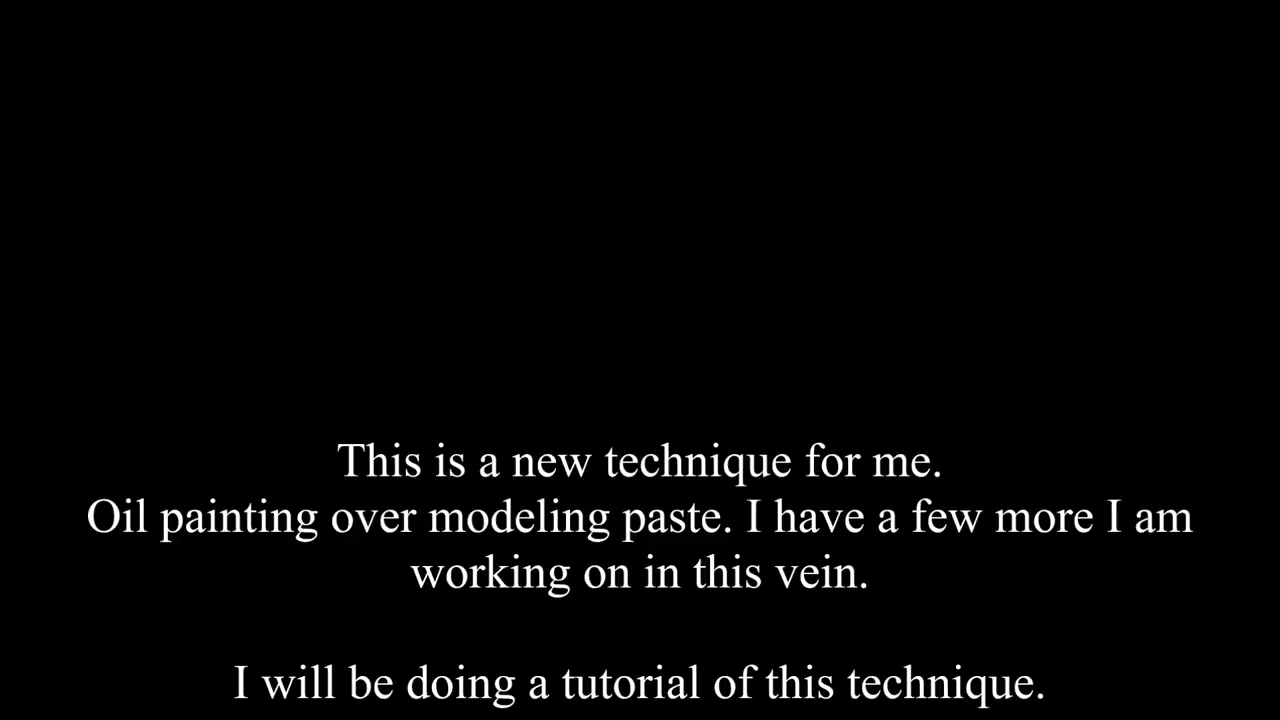 This is a new technique for me.
Oil painting over modeling paste. I have a few more I am
working on in this vein.
I will be doing a tutorial of this technique.